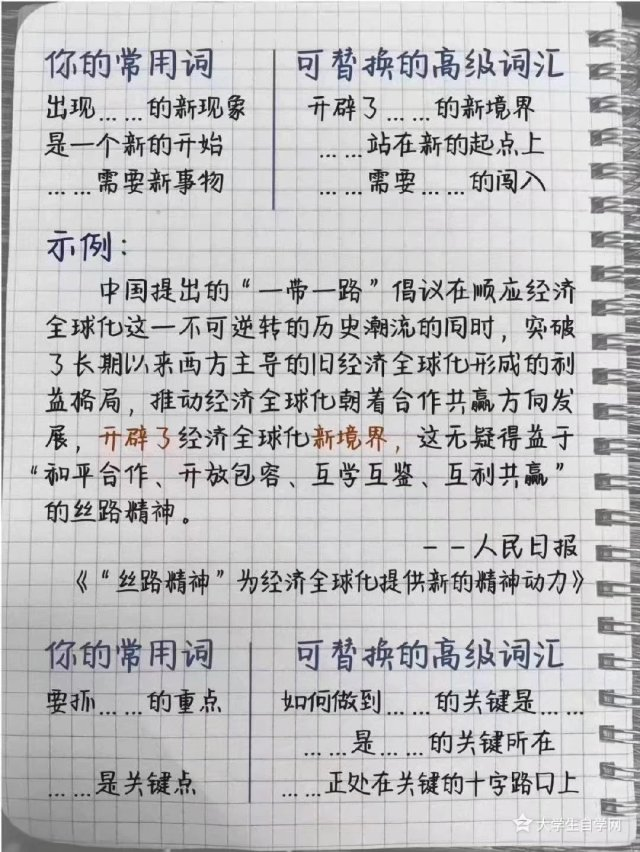 你的常用词
可替换的高级词汇
出现……的新现象
开辟了……的新境界
是一个新的开始
……站在新的起点上
……需要新事物
……需要……的闯入
示例：
中国提出的“一带一路”倡议在顺应经济
全球化这一不可逆转的历史潮流的同时，突破
了长期以来西方主导的旧经济全球化形成的利
益格局，推动经济全球化朝着合作共赢方向发
展，开辟了经济全球化新境界，这无疑得益于
“和平合作、开放包容、互学互鉴、互利共赢”
的丝路精神。
——人民日报
《“丝路精神”为经济全球化提供新的精神动力》
你的常用词
可替换的高级词汇
要抓……的重点
如何做到……的关键是……
……是……的关键所在
……是关键点
……正处在关键的十字路口上
大学生自学网